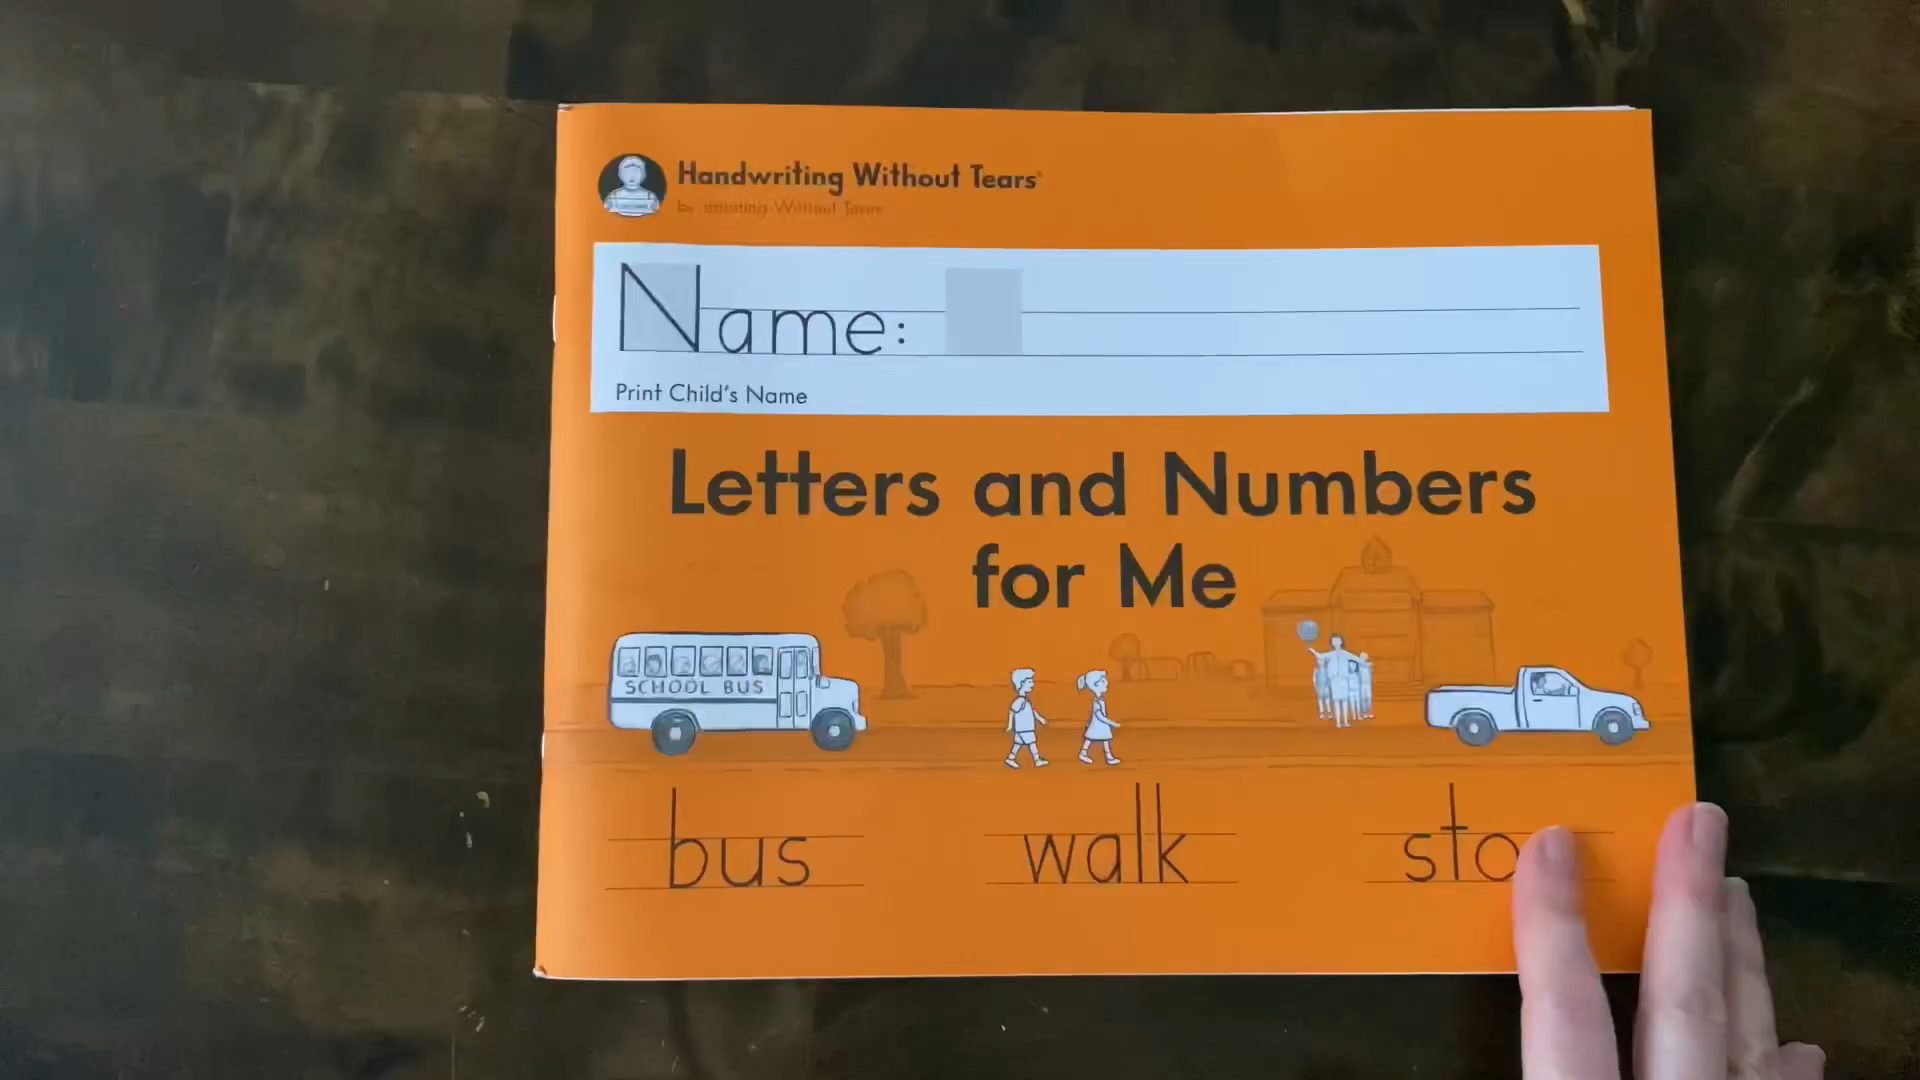 Handwriting Without Tears®
Name:
Print Child's Name
Letters and Numbers
for Me
SCHOOL BUS
bus walk